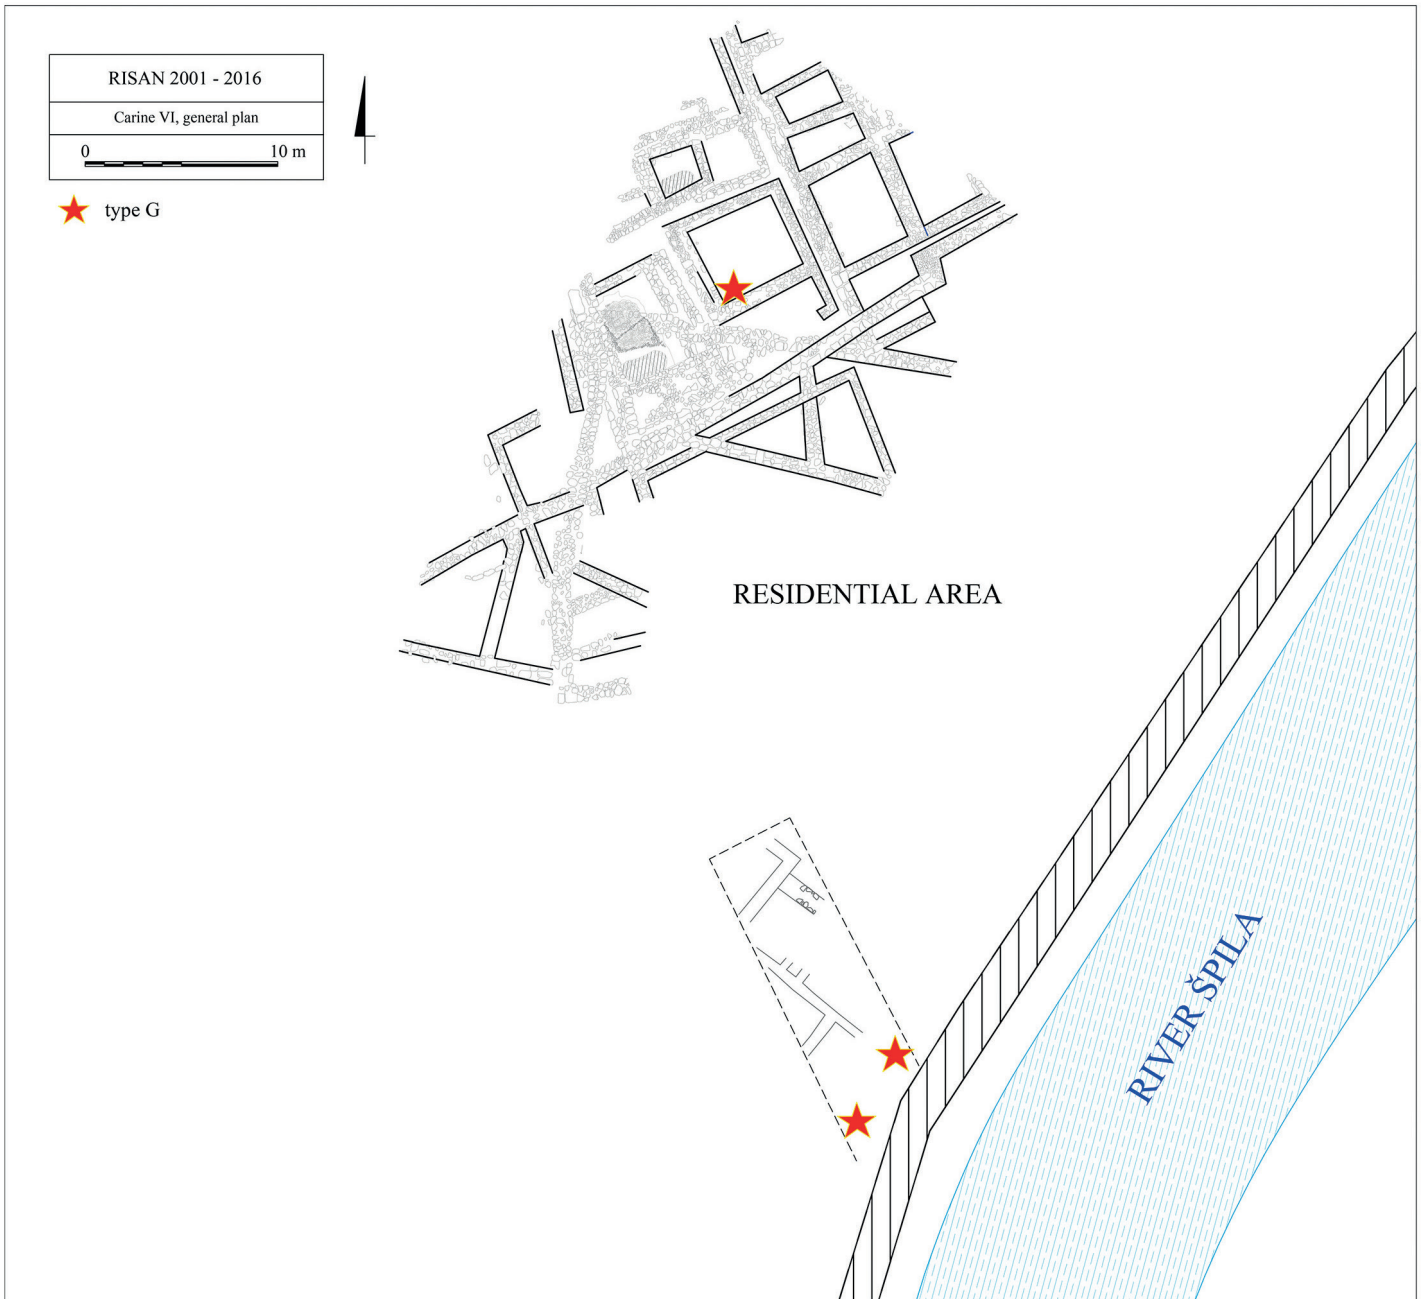 RISAN 2001 - 2016
Carine VI, general plan
0 10 m
type G
RESIDENTIAL AREA
RIVER ŠPILA